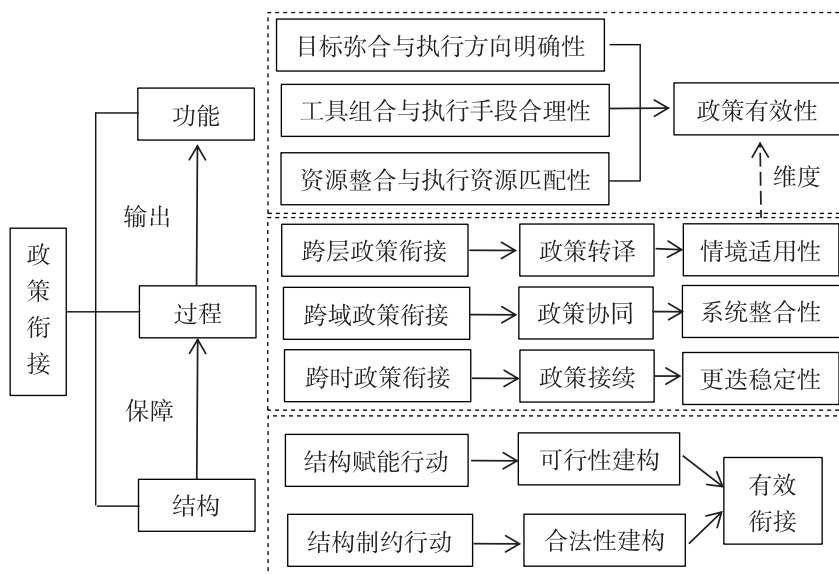 政策衔接
功能
输出
过程
保障
结构
目标弥合与执行方向明确性
工具组合与执行手段合理性
资源整合与执行资源匹配性
政策有效性
维度
跨层政策衔接
政策转译
情境适用性
跨域政策衔接
政策协同
系统整合性
跨时政策衔接
政策接续
更迭稳定性
结构赋能行动
可行性建构
结构制约行动
合法性建构
有效
衔接